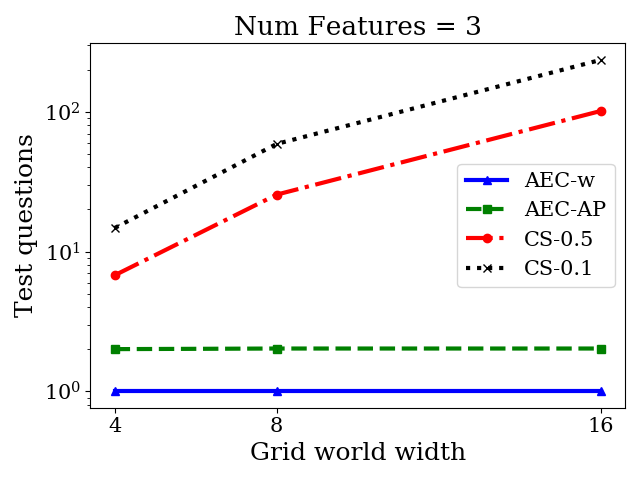 Num Features = 3
Test questions
10²
10¹
10⁰
AEC-w
AEC-AP
CS-0.5
CS-0.1
4 8 16
Grid world width